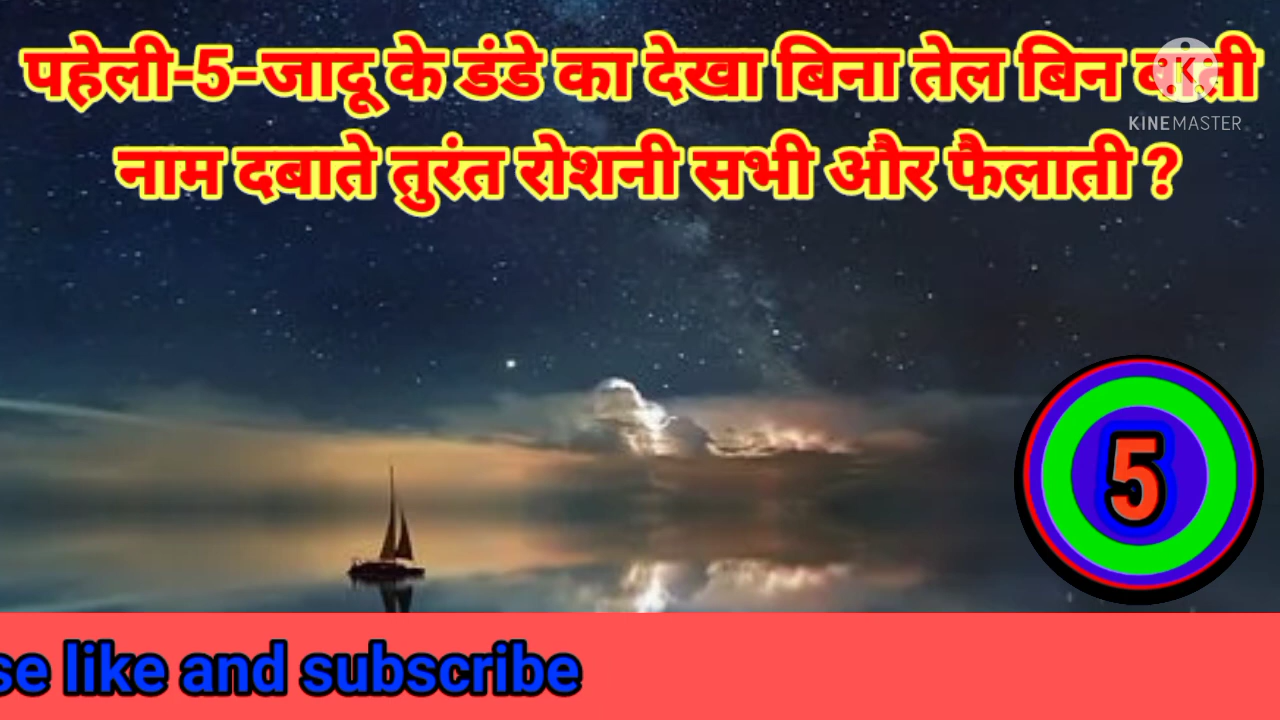 पहेली-5-जादू के डंडे का देखा बिना तेल बिन बाती
नाम दबाते तुरंत रोशनी सभी और फैलाती ?
KINEMASTER
5
se like and subscribe